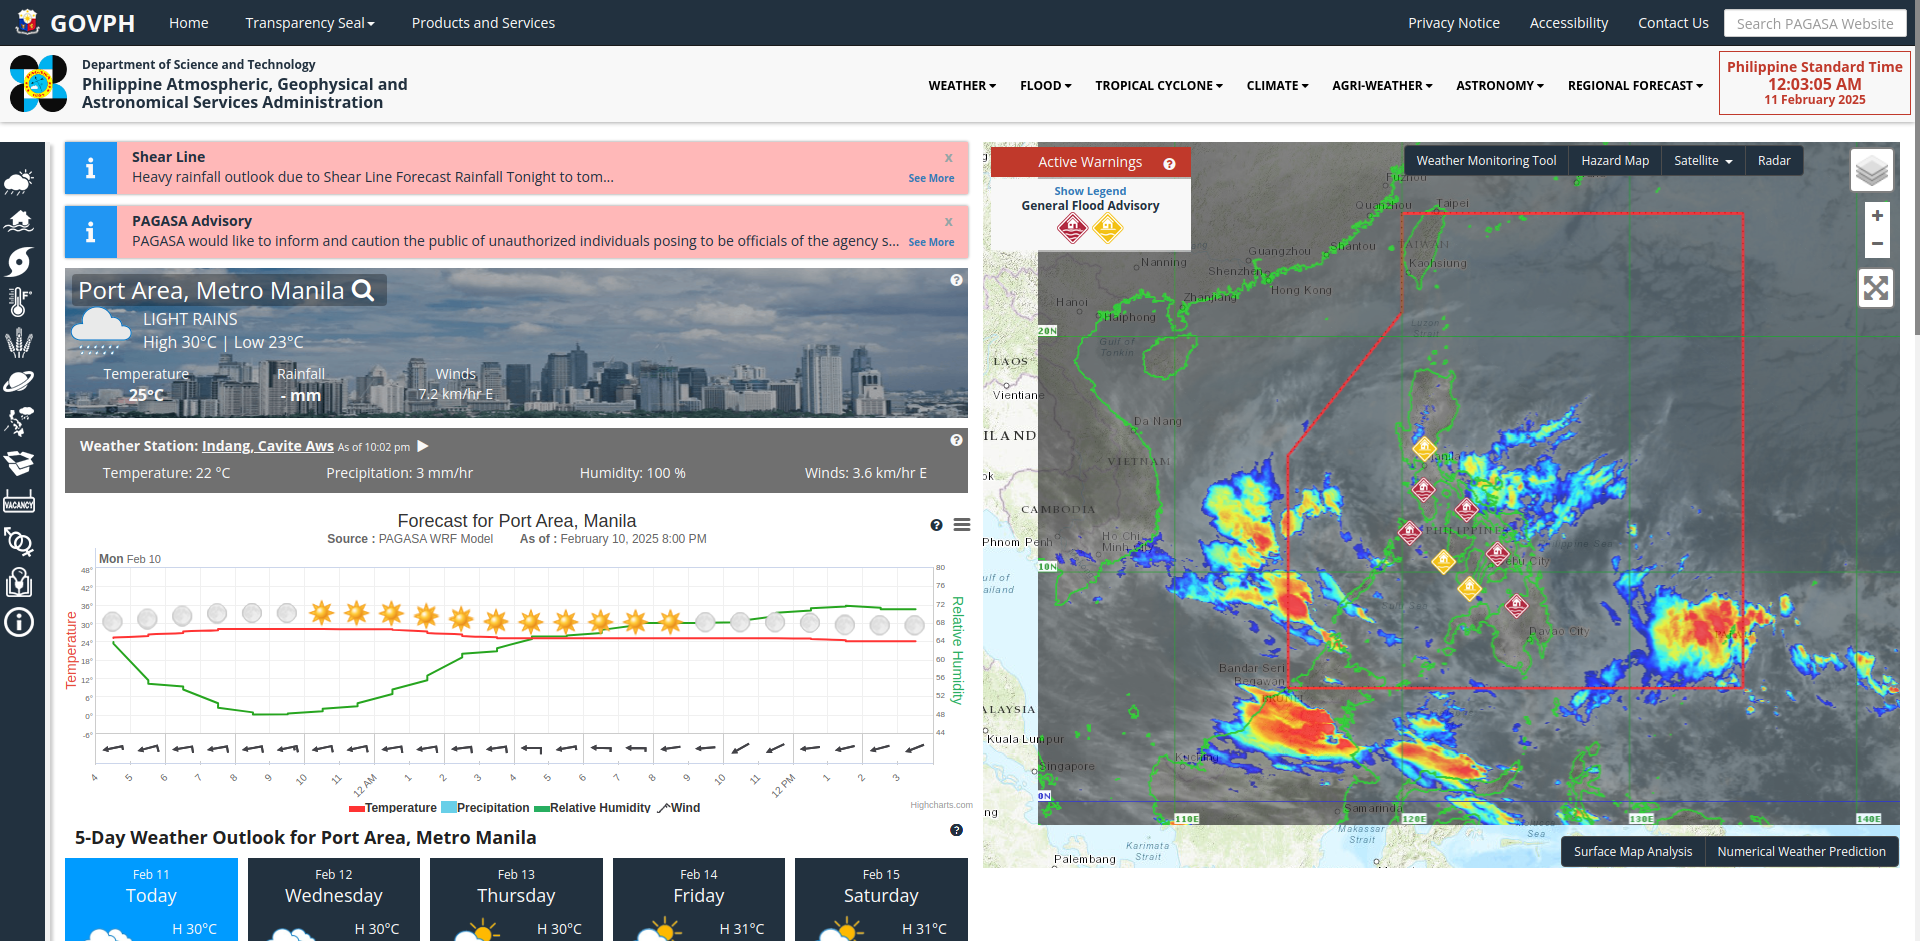 GOVPH
Home
Transparency Seal
Products and Services
Privacy Notice
Accessibility
Contact Us
Search PAGASA Website
Department of Science and Technology
Philippine Atmospheric, Geophysical and
Astronomical Services Administration
WEATHER
FLOOD
TROPICAL CYCLONE
CLIMATE
AGRI-WEATHER
ASTRONOMY
REGIONAL FORECAST
Philippine Standard Time
12:03:05 AM
11 February 2025
VACANCY
Shear Line
x
Heavy rainfall outlook due to Shear Line Forecast Rainfall Tonight to tom...
See More
PAGASA Advisory
x
PAGASA would like to inform and caution the public of unauthorized individuals posing to be officials of the agency s...
See More
Port Area, Metro Manila
LIGHT RAINS
High 30°C | Low 23°C
Temperature
Rainfall
Winds
25°C
- mm
7.2 km/hr E
Weather Station: Indang, Cavite Aws As of 10:02 pm
Temperature: 22 °C
Precipitation: 3 mm/hr
Humidity: 100 %
Winds: 3.6 km/hr E
Forecast for Port Area, Manila
Source : PAGASA WRF Model As of : February 10, 2025 8:00 PM
Mon Feb 10
Temperature
48°
42°
36°
30°
24°
18°
12°
6°
0°
-6°
80
76
72
68
64
60
56
52
48
44
Relative Humidity
4 5 6 7 8 9 10 11 12 AM 1 2 3 4 5 6 7 8 9 10 11 12 PM 1 2 3
Temperature Precipitation Relative Humidity Wind
Highcharts.com
5-Day Weather Outlook for Port Area, Metro Manila
Feb 11
Today
H 30°C
Feb 12
Wednesday
H 30°C
Feb 13
Thursday
H 30°C
Feb 14
Friday
H 31°C
Feb 15
Saturday
H 31°C
Active Warnings
Show Legend
General Flood Advisory
Weather Monitoring Tool
Hazard Map
Satellite
Radar
+
−
Fuzhou
Quanzhou
Taipei
TAIWAN
Kaohsiung
Guangzhou
Shantou
Nanning
Shenzhen
Hong Kong
Zhanjiang
Hanoi
Haiphong
20N
Gulf of
Tonkin
Luzon
Strait
LAOS
Vientiane
Da Nang
ILAND
VIETNAM
Manila
ok
CAMBODIA
PHILIPPINES
Phnom Penh
Ho Chi
Minh City
Cebu City
10N
ulf of
ailand
Davao City
Bandar Seri
Begawan
BRUNEI
ALAYSIA
Kuala Lumpur
Kuching
Singapore
0N
Samarinda
ng
110E
120E
130E
140E
Makassar
Strait
Sea
Karimata
Strait
Palembang
Surface Map Analysis
Numerical Weather Prediction